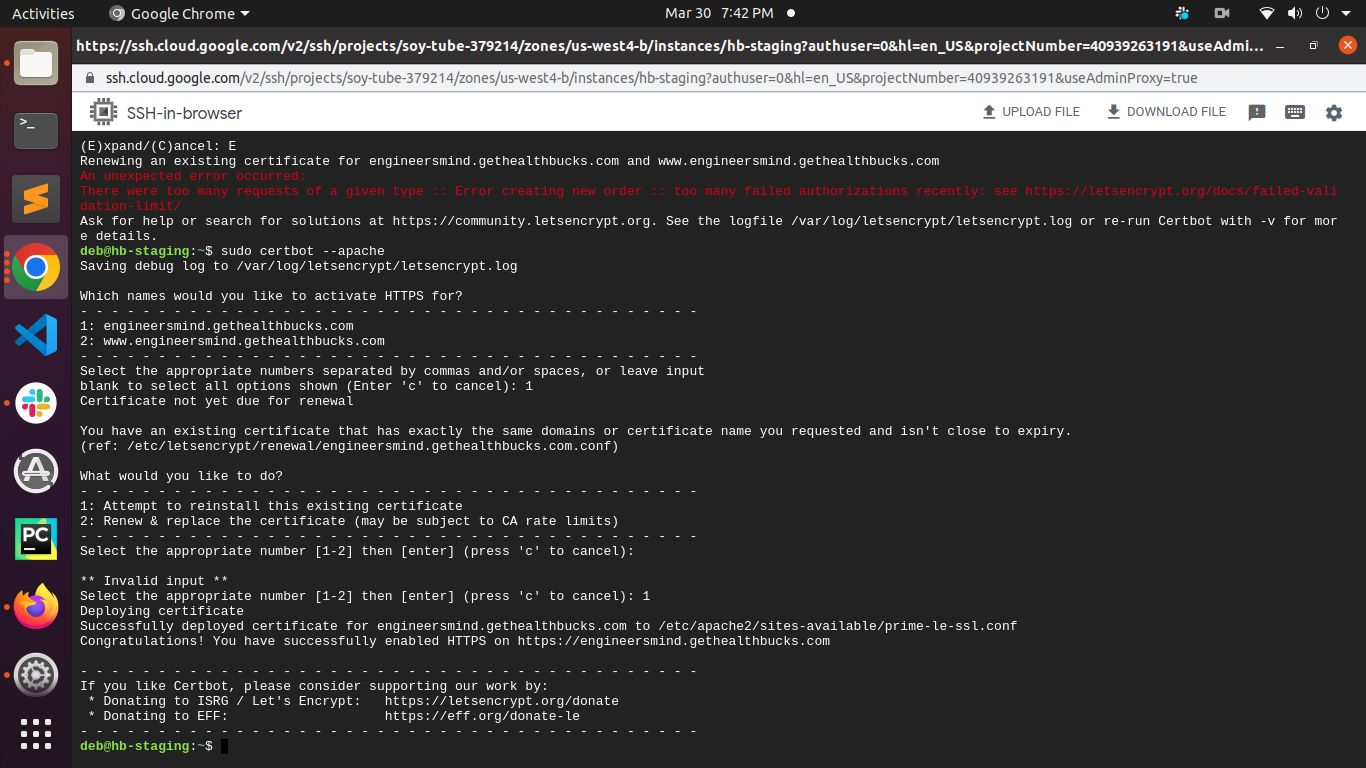 Activities
Google Chrome
Mar 30 7:42 PM
https://ssh.cloud.google.com/v2/ssh/projects/soy-tube-379214/zones/us-west4-b/instances/hb-staging?authuser=0&hl=en_US&projectNumber=40939263191&useAdmi...
ssh.cloud.google.com/v2/ssh/projects/soy-tube-379214/zones/us-west4-b/instances/hb-staging?authuser=0&hl=en_US&projectNumber=40939263191&useAdminProxy=true
SSH-in-browser
UPLOAD FILE
DOWNLOAD FILE
(E)xpand/(C)ancel: E
Renewing an existing certificate for engineersmind.gethealthbucks.com and www.engineersmind.gethealthbucks.com
An unexpected error occurred:
There were too many requests of a given type :: Error creating new order :: too many failed authorizations recently: see https://letsencrypt.org/docs/failed-vali
dation-limit/
Ask for help or search for solutions at https://community.letsencrypt.org. See the logfile /var/log/letsencrypt/letsencrypt.log or re-run Certbot with -v for mor
e details.
deb@hb-staging:~$ sudo certbot --apache
Saving debug log to /var/log/letsencrypt/letsencrypt.log
Which names would you like to activate HTTPS for?
- - - - - - - - - - - - - - - - - - - - - - - - - - - - - - - - - - - - - - - -
1: engineersmind.gethealthbucks.com
2: www.engineersmind.gethealthbucks.com
- - - - - - - - - - - - - - - - - - - - - - - - - - - - - - - - - - - - - - - -
Select the appropriate numbers separated by commas and/or spaces, or leave input
blank to select all options shown (Enter 'c' to cancel): 1
Certificate not yet due for renewal
You have an existing certificate that has exactly the same domains or certificate name you requested and isn't close to expiry.
(ref: /etc/letsencrypt/renewal/engineersmind.gethealthbucks.com.conf)
What would you like to do?
- - - - - - - - - - - - - - - - - - - - - - - - - - - - - - - - - - - - - - - -
1: Attempt to reinstall this existing certificate
2: Renew & replace the certificate (may be subject to CA rate limits)
- - - - - - - - - - - - - - - - - - - - - - - - - - - - - - - - - - - - - - - -
Select the appropriate number [1-2] then [enter] (press 'c' to cancel):
** Invalid input **
Select the appropriate number [1-2] then [enter] (press 'c' to cancel): 1
Deploying certificate
Successfully deployed certificate for engineersmind.gethealthbucks.com to /etc/apache2/sites-available/prime-le-ssl.conf
Congratulations! You have successfully enabled HTTPS on https://engineersmind.gethealthbucks.com
- - - - - - - - - - - - - - - - - - - - - - - - - - - - - - - - - - - - - - - -
If you like Certbot, please consider supporting our work by:
* Donating to ISRG / Let's Encrypt: https://letsencrypt.org/donate
* Donating to EFF: https://eff.org/donate-le
- - - - - - - - - - - - - - - - - - - - - - - - - - - - - - - - - - - - - - - -
deb@hb-staging:~$
>_
PC